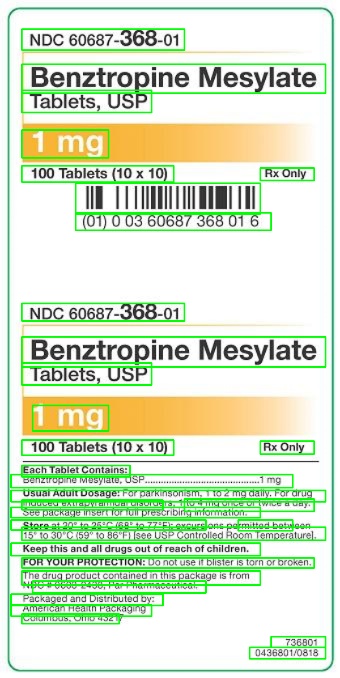 NDC 60687-368-01
Benztropine Mesylate
Tablets, USP
1 mg
100 Tablets (10 x 10) Rx Only
(01) 0 03 60687 368 01 6
NDC 60687-368-01
Benztropine Mesylate
Tablets, USP
1 mg
100 Tablets (10 x 10) Rx Only
Each Tablet Contains:
Benztropine Mesylate, USP............................................1 mg
Usual Adult Dosage: For parkinsonism, 1 to 2 mg daily. For drug
induced extrapyramidal disorders, 1 to 4 mg once or twice a day.
See package insert for full prescribing information.
Store at 20° to 25°C (68° to 77°F); excursions permitted between
15° to 30°C (59° to 86°F) [see USP Controlled Room Temperature].
Keep this and all drugs out of reach of children.
FOR YOUR PROTECTION: Do not use if blister is torn or broken.
The drug product contained in this package is from
NDC # Par Pharmaceutical.
Packaged and Distributed by:
American Health Packaging
Columbus, Ohio 43217
736801
0436801/0818